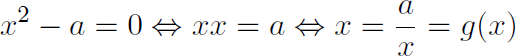 x² − a = 0 ⇔ xx = a ⇔ x = a/x = g(x)